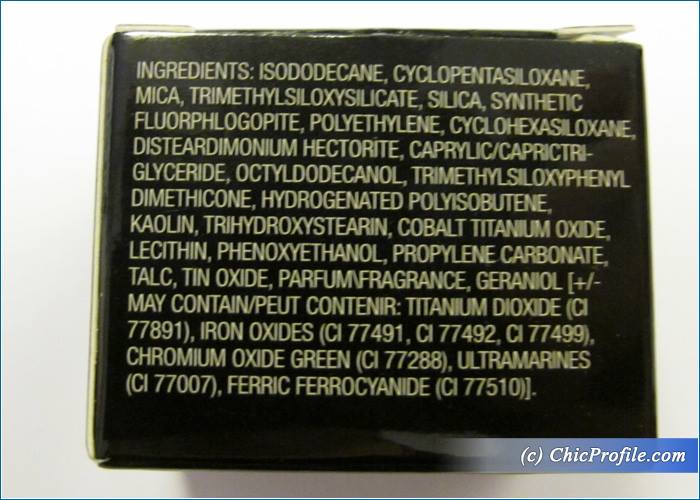 INGREDIENTS: ISODODECANE, CYCLOPENTASILOXANE,
MICA, TRIMETHYLSILOXYSILICATE, SILICA, SYNTHETIC
FLUORPHLOGOPITE, POLYETHYLENE, CYCLOHEXASILOXANE,
DISTEARDIMONIUM HECTORITE, CAPRYLIC/CAPRICTRI-
GLYCERIDE, OCTYLDODECANOL, TRIMETHYLSILOXYPHENYL
DIMETHICONE, HYDROGENATED POLYISOBUTENE,
KAOLIN, TRIHYDROXYSTEARIN, COBALT TITANIUM OXIDE,
LECITHIN, PHENOXYETHANOL, PROPYLENE CARBONATE,
TALC, TIN OXIDE, PARFUM\FRAGRANCE, GERANIOL [+/-
MAY CONTAIN/PEUT CONTENIR: TITANIUM DIOXIDE (CI
77891), IRON OXIDES (CI 77491, CI 77492, CI 77499),
CHROMIUM OXIDE GREEN (CI 77288), ULTRAMARINES
(CI 77007), FERRIC FERROCYANIDE (CI 77510)].
(c) ChicProfile.com